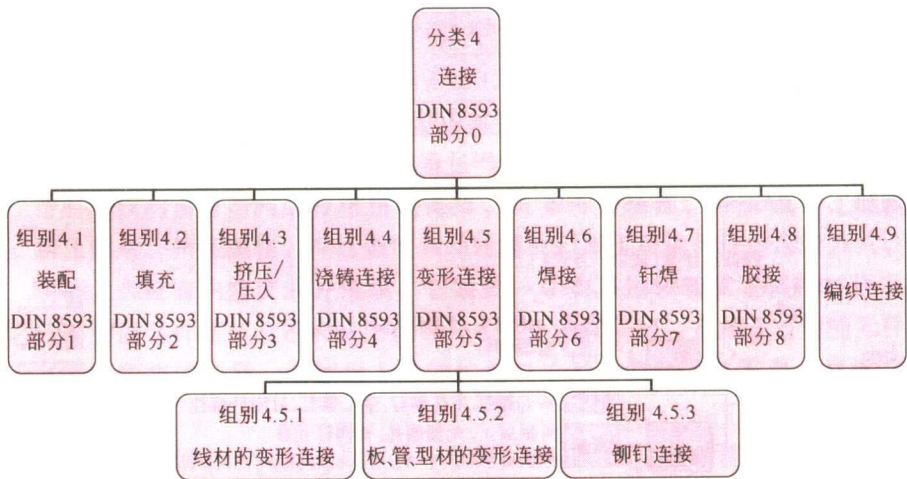 分类4
连接
DIN 8593
部分0
组别4.1
装配
DIN 8593
部分1
组别4.2
填充
DIN 8593
部分2
组别4.3
挤压/
压入
DIN 8593
部分3
组别4.4
浇铸连接
DIN 8593
部分4
组别4.5
变形连接
DIN 8593
部分5
组别4.6
焊接
DIN 8593
部分6
组别4.7
钎焊
DIN 8593
部分7
组别4.8
胶接
DIN 8593
部分8
组别4.9
编织连接
组别4.5.1
线材的变形连接
组别4.5.2
板、管、型材的变形连接
组别 4.5.3
铆钉连接